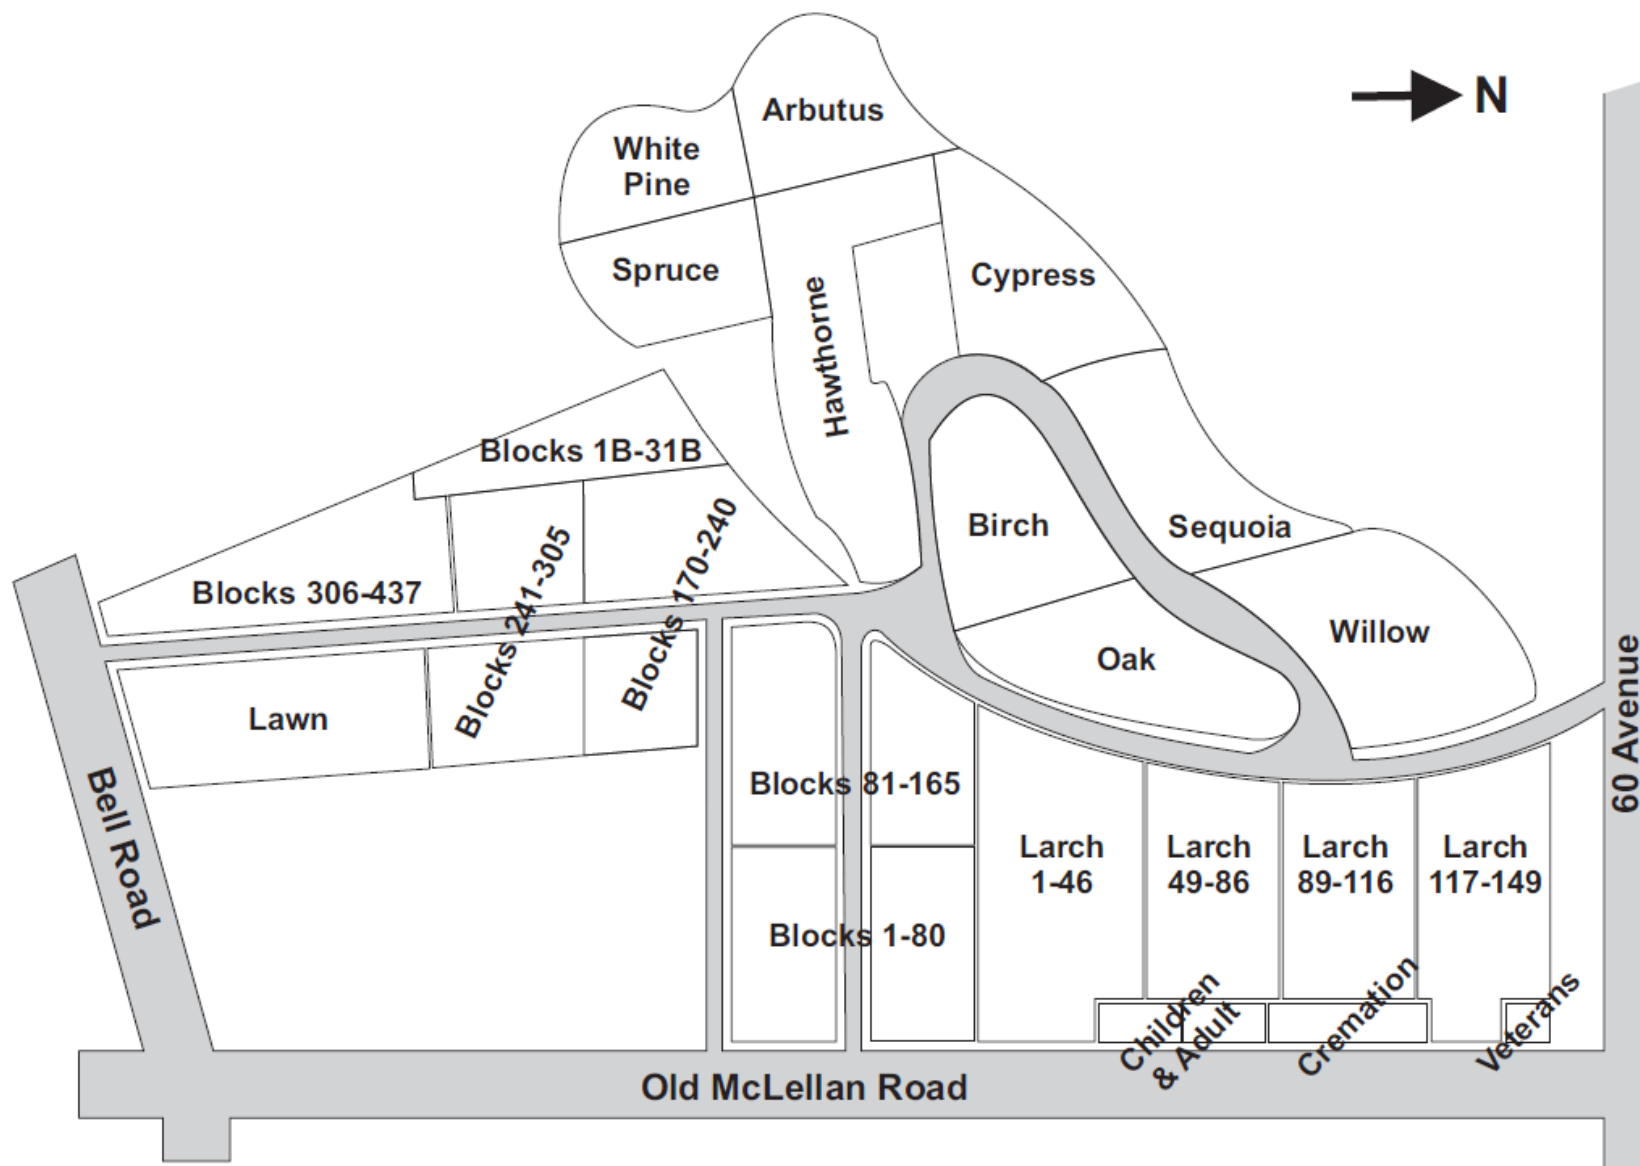 N
Arbutus
White
Pine
Spruce
Cypress
Hawthorne
Blocks 1B-31B
Blocks 241-305
Blocks 170-240
Birch
Sequoia
Blocks 306-437
Willow
Oak
Lawn
60 Avenue
Bell Road
Blocks 81-165
Larch
1-46
Larch
49-86
Larch
89-116
Larch
117-149
Blocks 1-80
Children
& Adult
Cremation
Veterans
Old McLellan Road